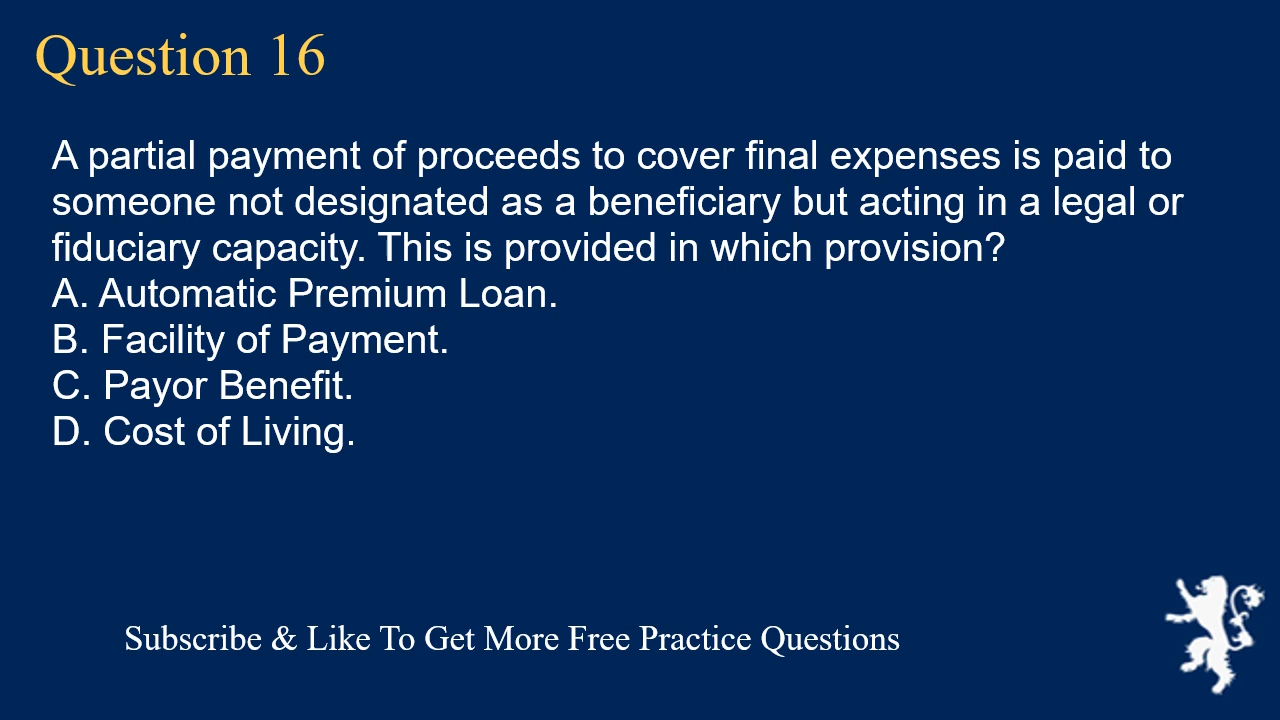 Question 16
A partial payment of proceeds to cover final expenses is paid to
someone not designated as a beneficiary but acting in a legal or
fiduciary capacity. This is provided in which provision?
A. Automatic Premium Loan.
B. Facility of Payment.
C. Payor Benefit.
D. Cost of Living.
Subscribe & Like To Get More Free Practice Questions